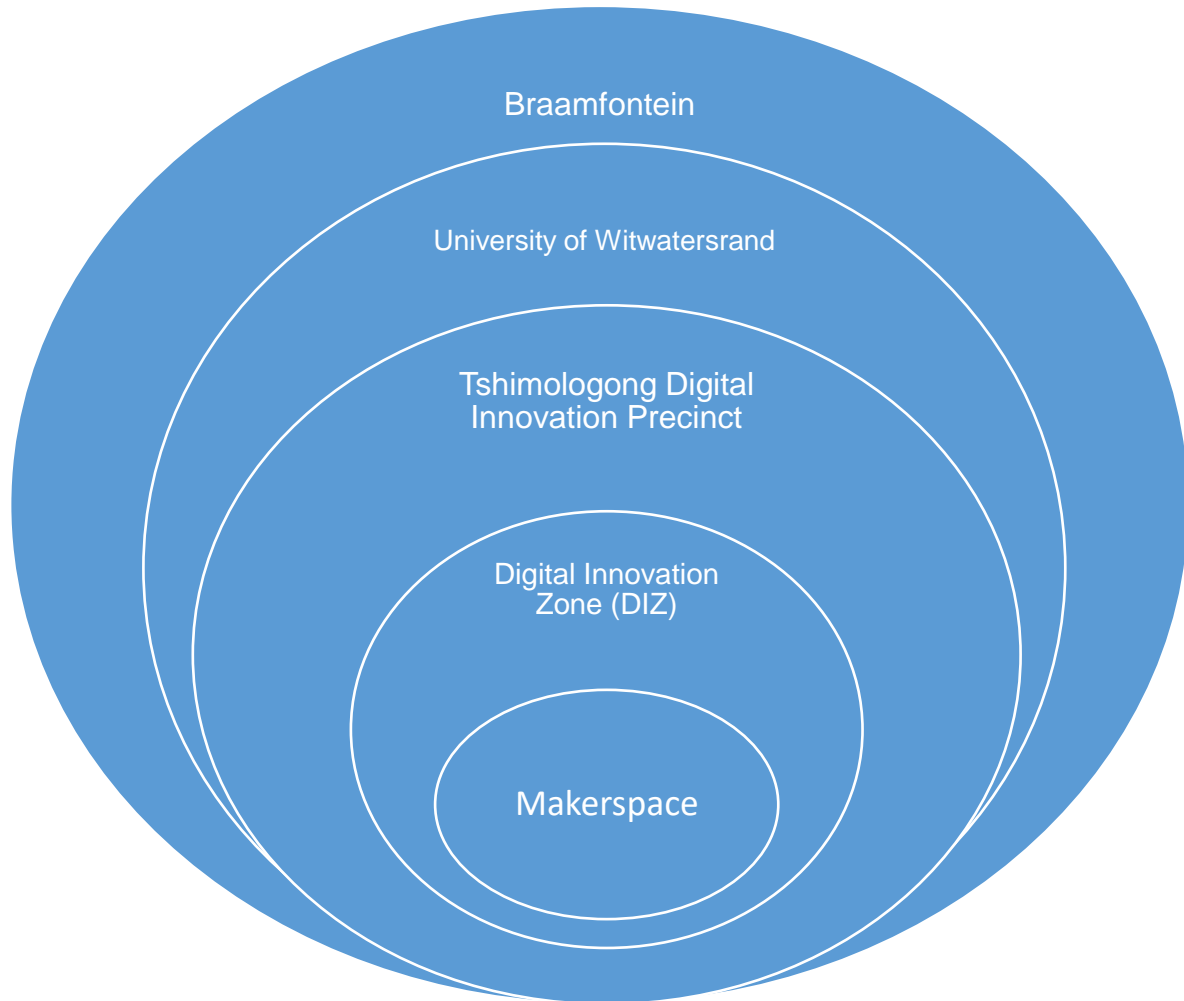 Braamfontein
University of Witwatersrand
Tshimologong Digital
Innovation Precinct
Digital Innovation
Zone (DIZ)
Makerspace